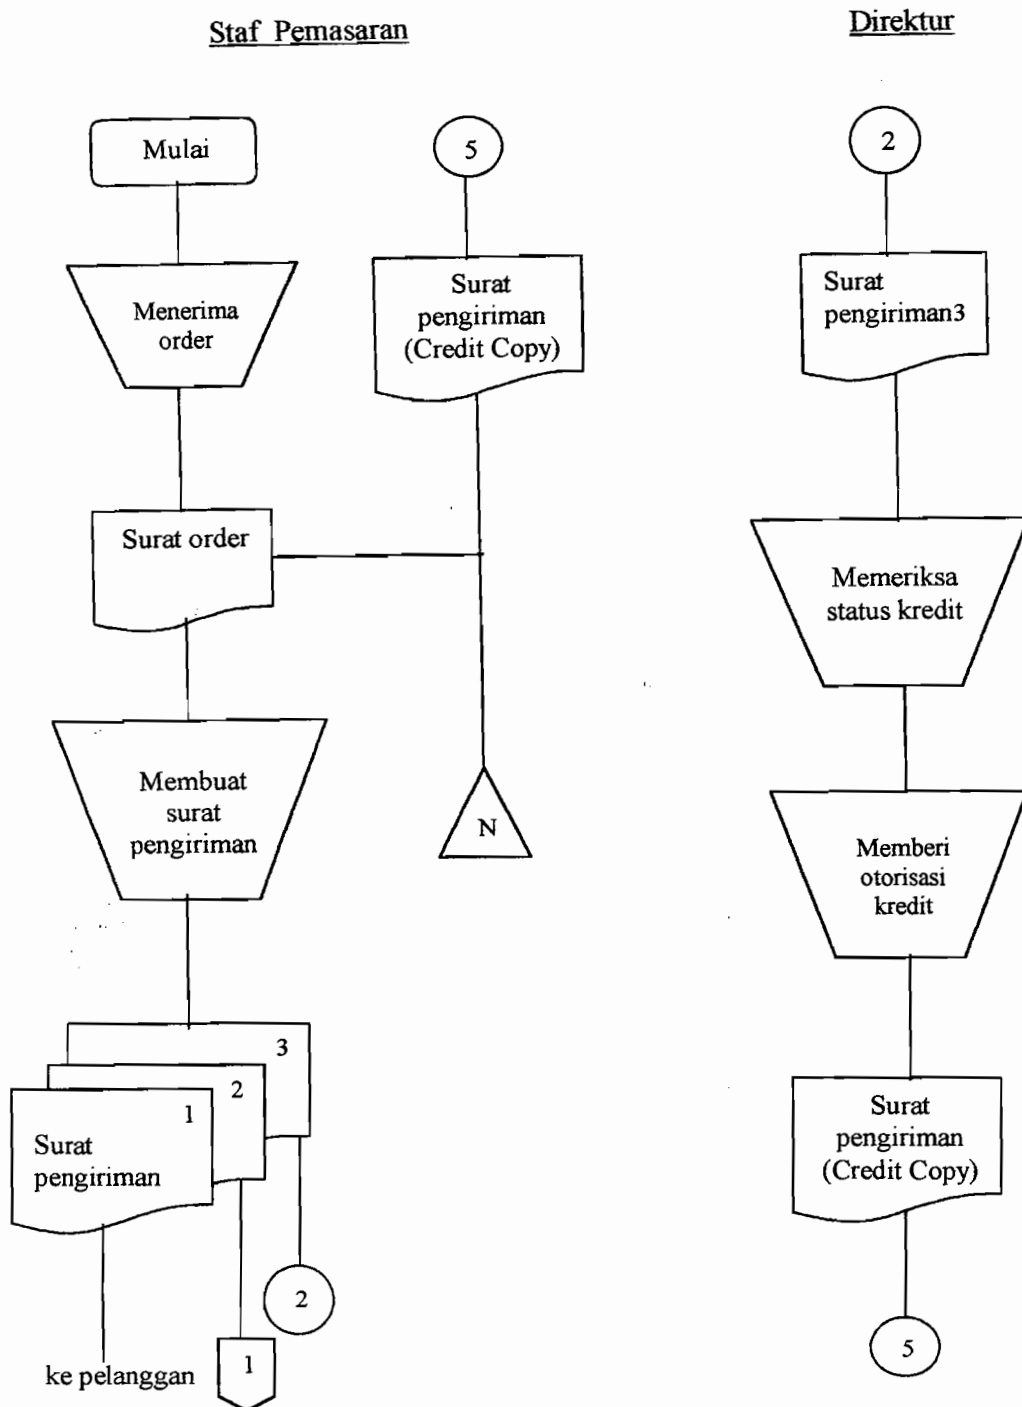 Staf Pemasaran
Mulai
Menerima
order
Surat order
Membuat
surat
pengiriman
3
2
1
Surat
pengiriman
2
1
ke pelanggan
5
Surat
pengiriman
(Credit Copy)
N
Direktur
2
Surat
pengiriman3
Memeriksa
status kredit
Memberi
otorisasi
kredit
Surat
pengiriman
(Credit Copy)
5